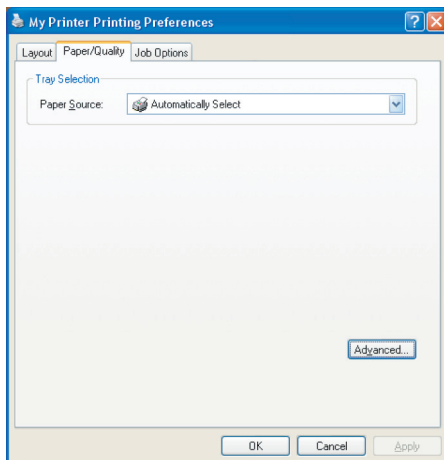 My Printer Printing Preferences
Layout Paper/Quality Job Options
Tray Selection
Paper Source: Automatically Select
Advanced...
OK Cancel Apply